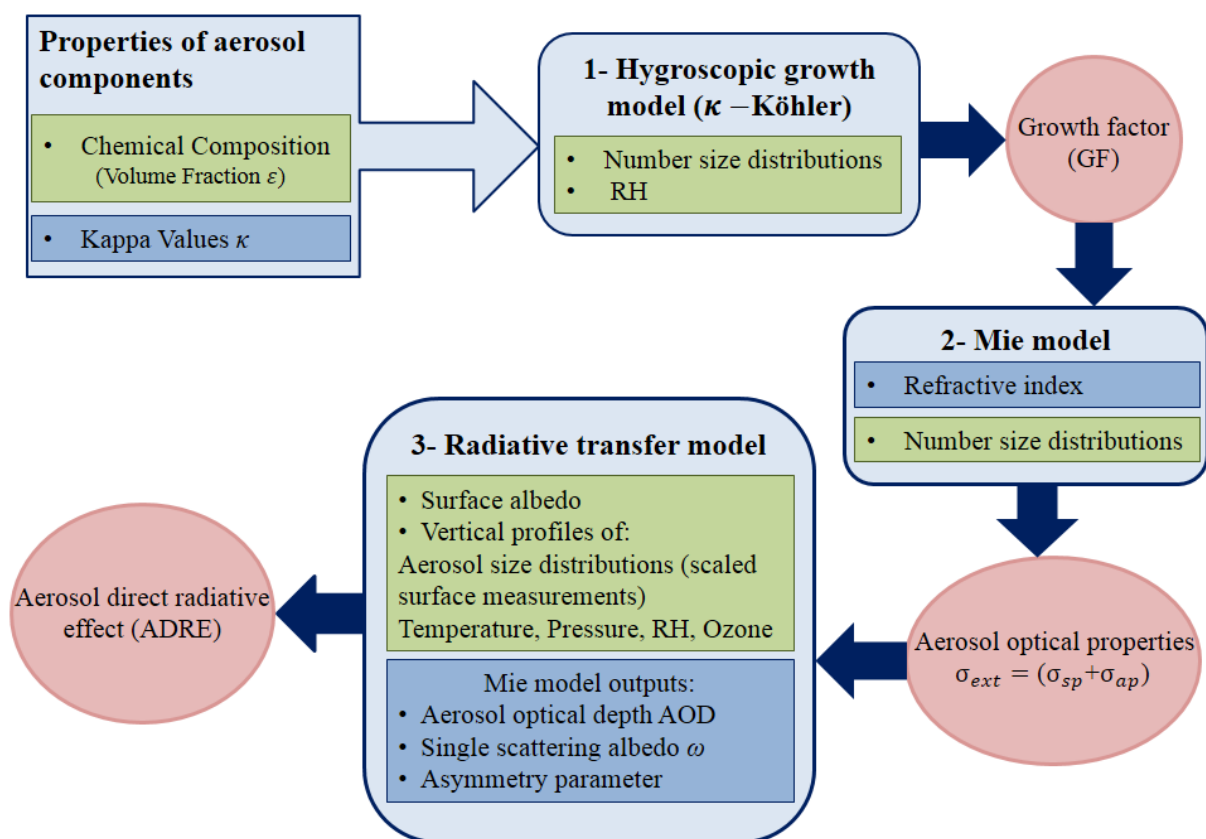 Properties of aerosol
components
• Chemical Composition
(Volume Fraction ε)
• Kappa Values κ
1- Hygroscopic growth
model (κ −Köhler)
• Number size distributions
• RH
Growth factor
(GF)
2- Mie model
• Refractive index
• Number size distributions
Aerosol optical properties
σ_ext = (σ_sp+σ_ap)
3- Radiative transfer model
• Surface albedo
• Vertical profiles of:
Aerosol size distributions (scaled
surface measurements)
Temperature, Pressure, RH, Ozone
Mie model outputs:
• Aerosol optical depth AOD
• Single scattering albedo ω
• Asymmetry parameter
Aerosol direct radiative
effect (ADRE)